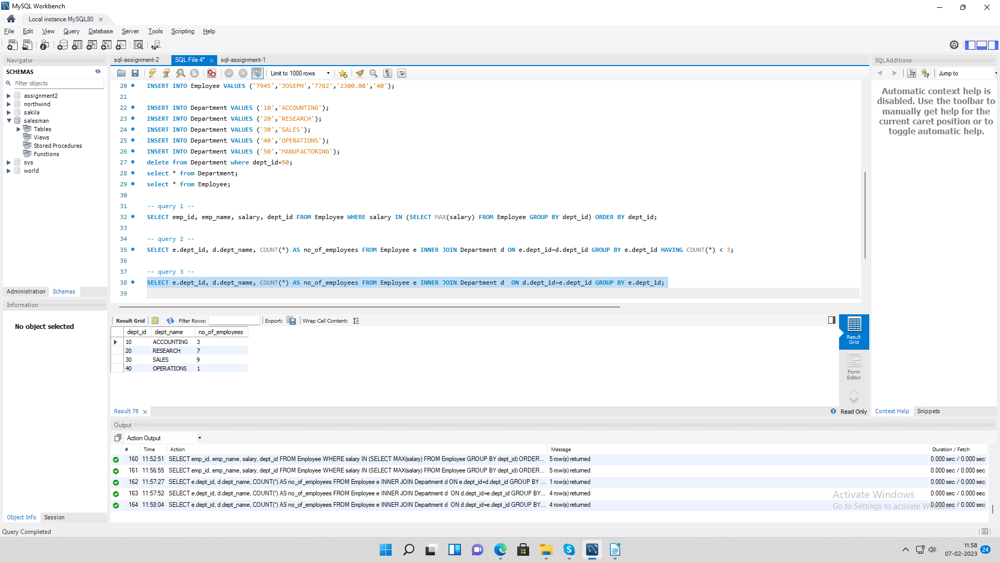 MySQL Workbench
Local instance MySQL80
File Edit View Query Database Server Tools Scripting Help
Navigator
SCHEMAS
Filter objects
assignment2
northwind
sakila
salesman
Tables
Views
Stored Procedures
Functions
sys
world
Administration Schemas
Information
No object selected
Object Info Session
sql-assignment-2 SQL File 4* sql-assignment-1
Limit to 1000 rows
20 INSERT INTO Employee VALUES ('7945','JOSEPH','7782','2300.00','40');
21
22 INSERT INTO Department VALUES ('10','ACCOUNTING');
23 INSERT INTO Department VALUES ('20','RESEARCH');
24 INSERT INTO Department VALUES ('30','SALES');
25 INSERT INTO Department VALUES ('40','OPERATIONS');
26 INSERT INTO Department VALUES ('50','MANUFACTORING');
27 delete from Department where dept_id=50;
28 select * from Department;
29 select * from Employee;
30
31 -- query 1 --
32 SELECT emp_id, emp_name, salary, dept_id FROM Employee WHERE salary IN (SELECT MAX(salary) FROM Employee GROUP BY dept_id) ORDER BY dept_id;
33
34 -- query 2 --
35 SELECT e.dept_id, d.dept_name, COUNT(*) AS no_of_employees FROM Employee e INNER JOIN Department d ON e.dept_id=d.dept_id GROUP BY e.dept_id HAVING COUNT(*) < 3;
36
37 -- query 3 --
38 SELECT e.dept_id, d.dept_name, COUNT(*) AS no_of_employees FROM Employee e INNER JOIN Department d  ON d.dept_id=e.dept_id GROUP BY e.dept_id;
39
Result Grid Filter Rows: Export: Wrap Cell Content:
dept_id dept_name no_of_employees
10 ACCOUNTING 3
20 RESEARCH 7
30 SALES 9
40 OPERATIONS 1
Result
Grid
Form
Editor
Result 78
Read Only
SQLAdditions
Jump to
Automatic context help is
disabled. Use the toolbar to
manually get help for the
current caret position or to
toggle automatic help.
Context Help Snippets
Output
Action Output
# Time Action Message Duration / Fetch
160 11:52:51 SELECT emp_id, emp_name, salary, dept_id FROM Employee WHERE salary IN (SELECT MAX(salary) FROM Employee GROUP BY dept_id) ORDER... 5 row(s) returned 0.000 sec / 0.000 sec
161 11:56:55 SELECT emp_id, emp_name, salary, dept_id FROM Employee WHERE salary IN (SELECT MAX(salary) FROM Employee GROUP BY dept_id) ORDER... 5 row(s) returned 0.000 sec / 0.000 sec
162 11:57:27 SELECT e.dept_id, d.dept_name, COUNT(*) AS no_of_employees FROM Employee e INNER JOIN Department d ON e.dept_id=d.dept_id GROUP BY ... 1 row(s) returned 0.000 sec / 0.000 sec
163 11:57:52 SELECT e.dept_id, d.dept_name, COUNT(*) AS no_of_employees FROM Employee e INNER JOIN Department d  ON d.dept_id=e.dept_id GROUP BY... 4 row(s) returned 0.000 sec / 0.000 sec
164 11:58:04 SELECT e.dept_id, d.dept_name, COUNT(*) AS no_of_employees FROM Employee e INNER JOIN Department d  ON d.dept_id=e.dept_id GROUP BY... 4 row(s) returned 0.000 sec / 0.000 sec
Activate Windows
Go to Settings to activate Windows.
Query Completed
11:58
07-02-2023
24